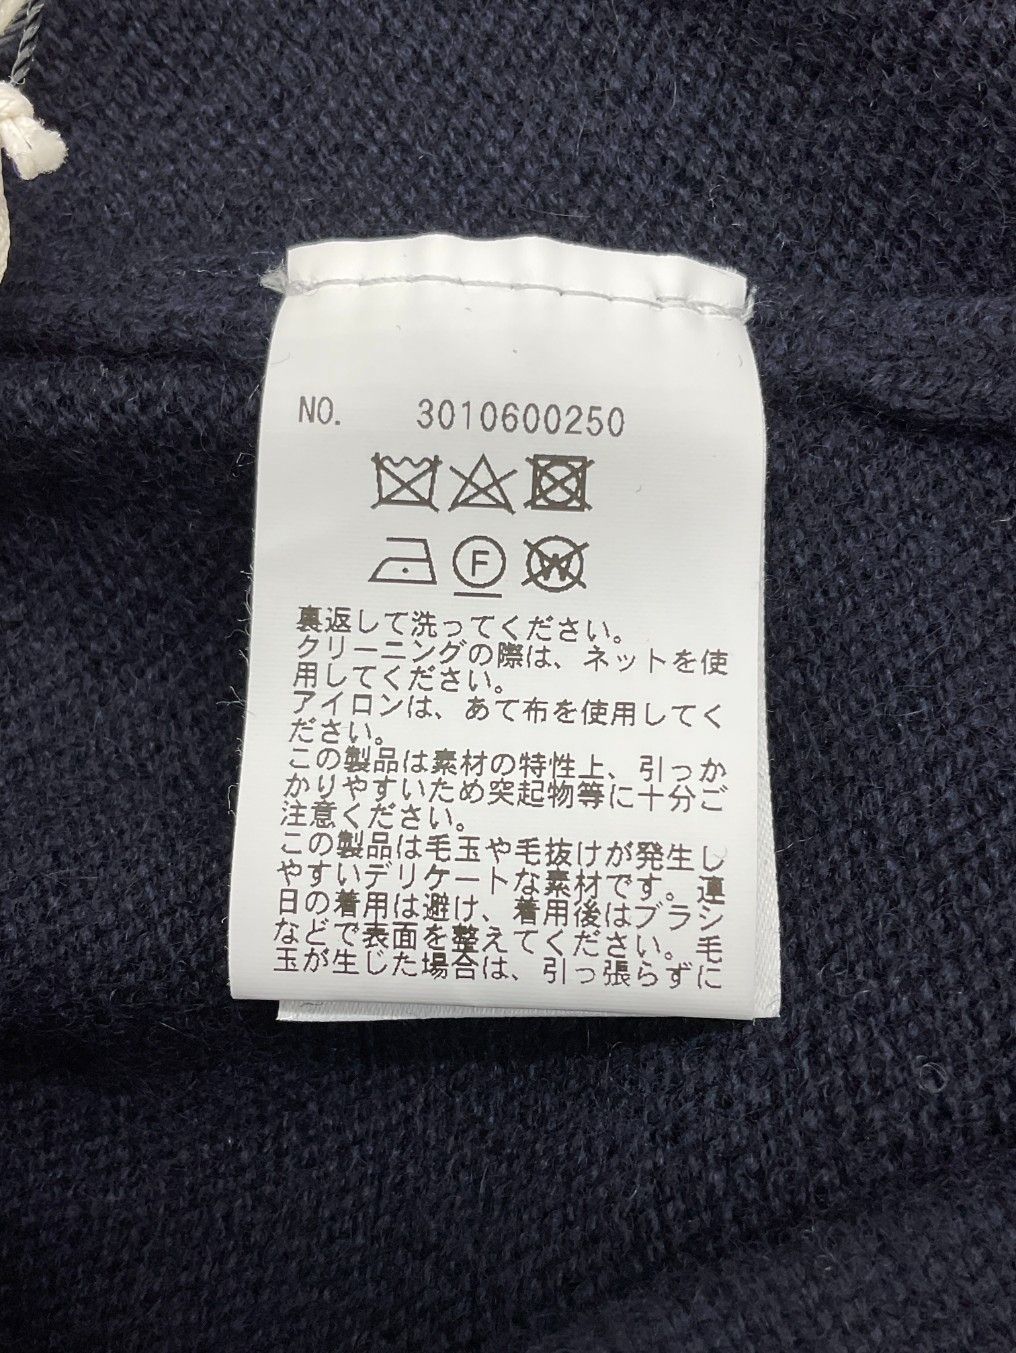 NO. 3010600250
F
W
裏返して洗ってください。
クリーニングの際は、ネットを使
用してください。
アイロンは、あて布を使用してく
ださい。
この製品は素材の特性上、引っか
かりやすいため突起物等に十分ご
注意ください。
この製品は毛玉や毛抜けが発生し
やすいデリケートな素材です。連
日の着用は避け、着用後はブラシ
などで表面を整えてください。毛
玉が生じた場合は、引っ張らずに